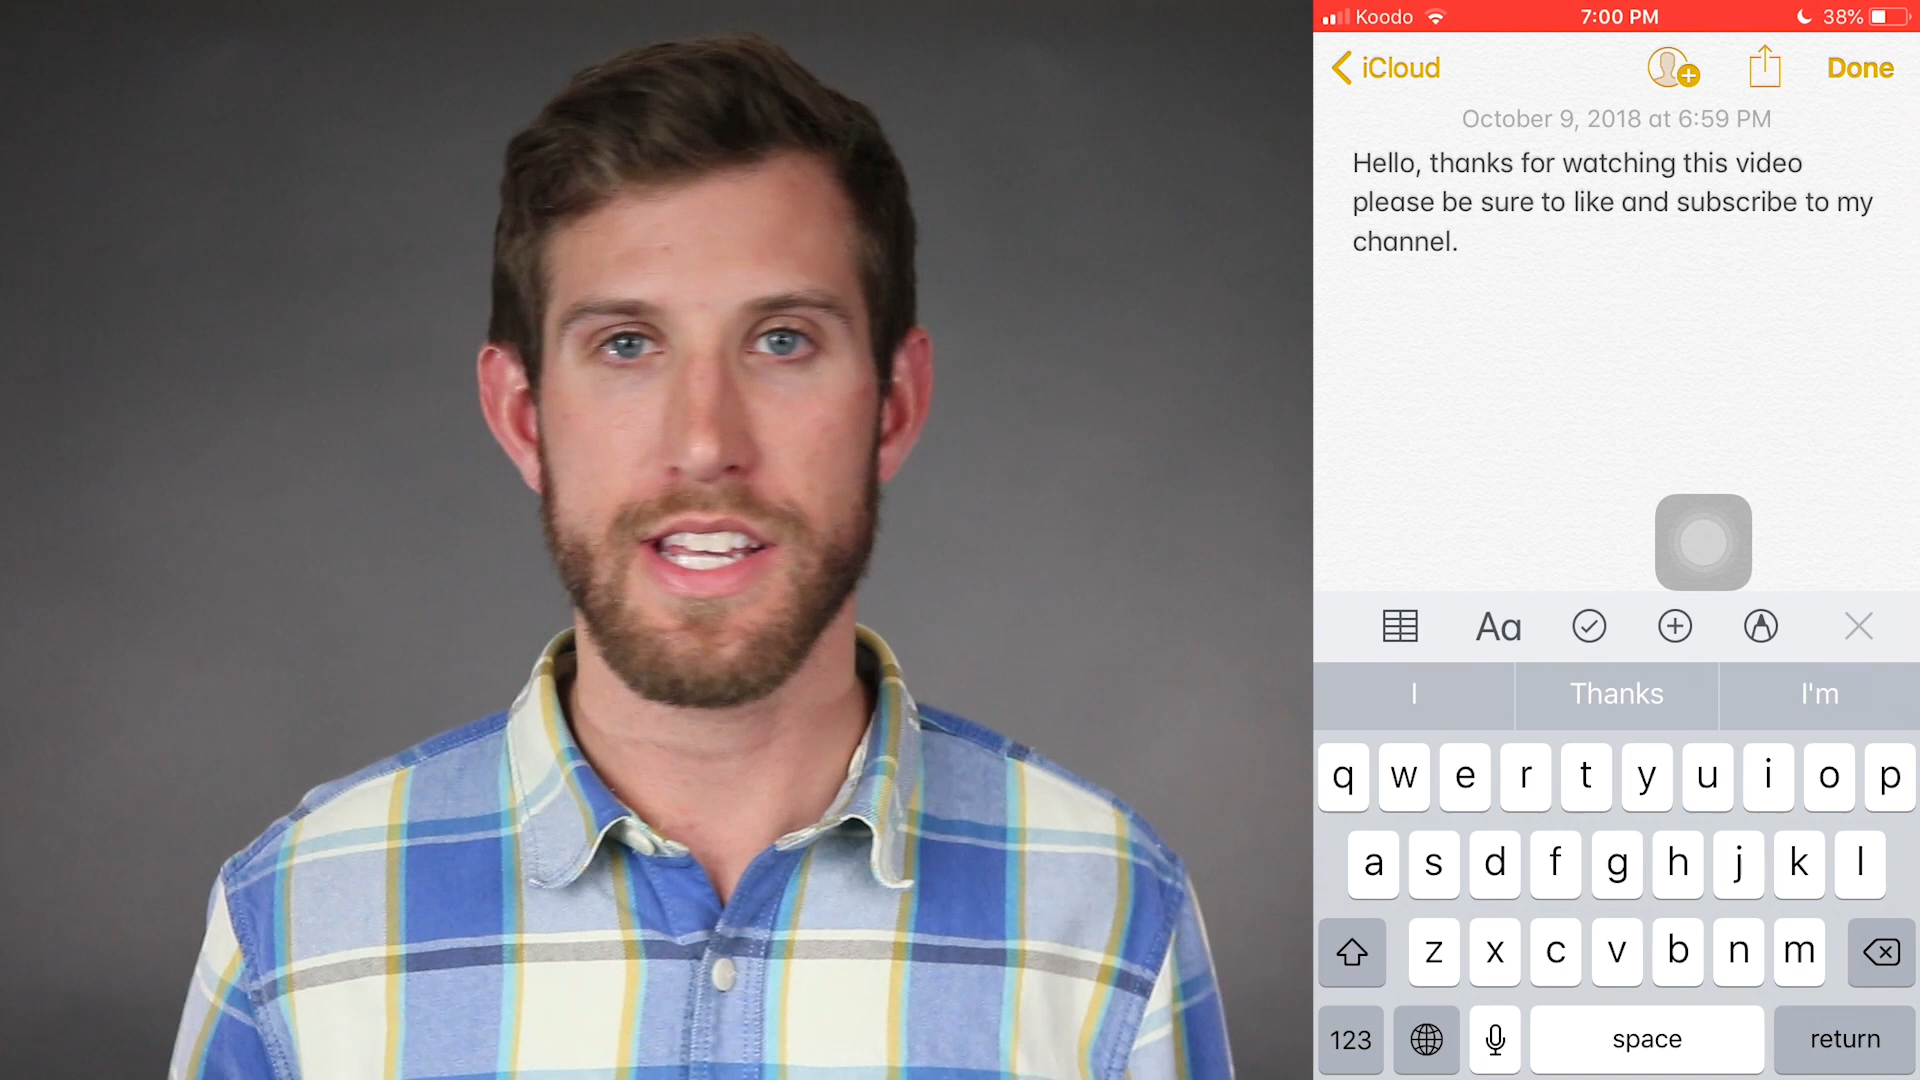 Koodo 7:00 PM 38%
iCloud Done
October 9, 2018 at 6:59 PM
Hello, thanks for watching this video
please be sure to like and subscribe to my
channel.
Aa
I Thanks I'm
q w e r t y u i o p
a s d f g h j k l
z x c v b n m
123 space return